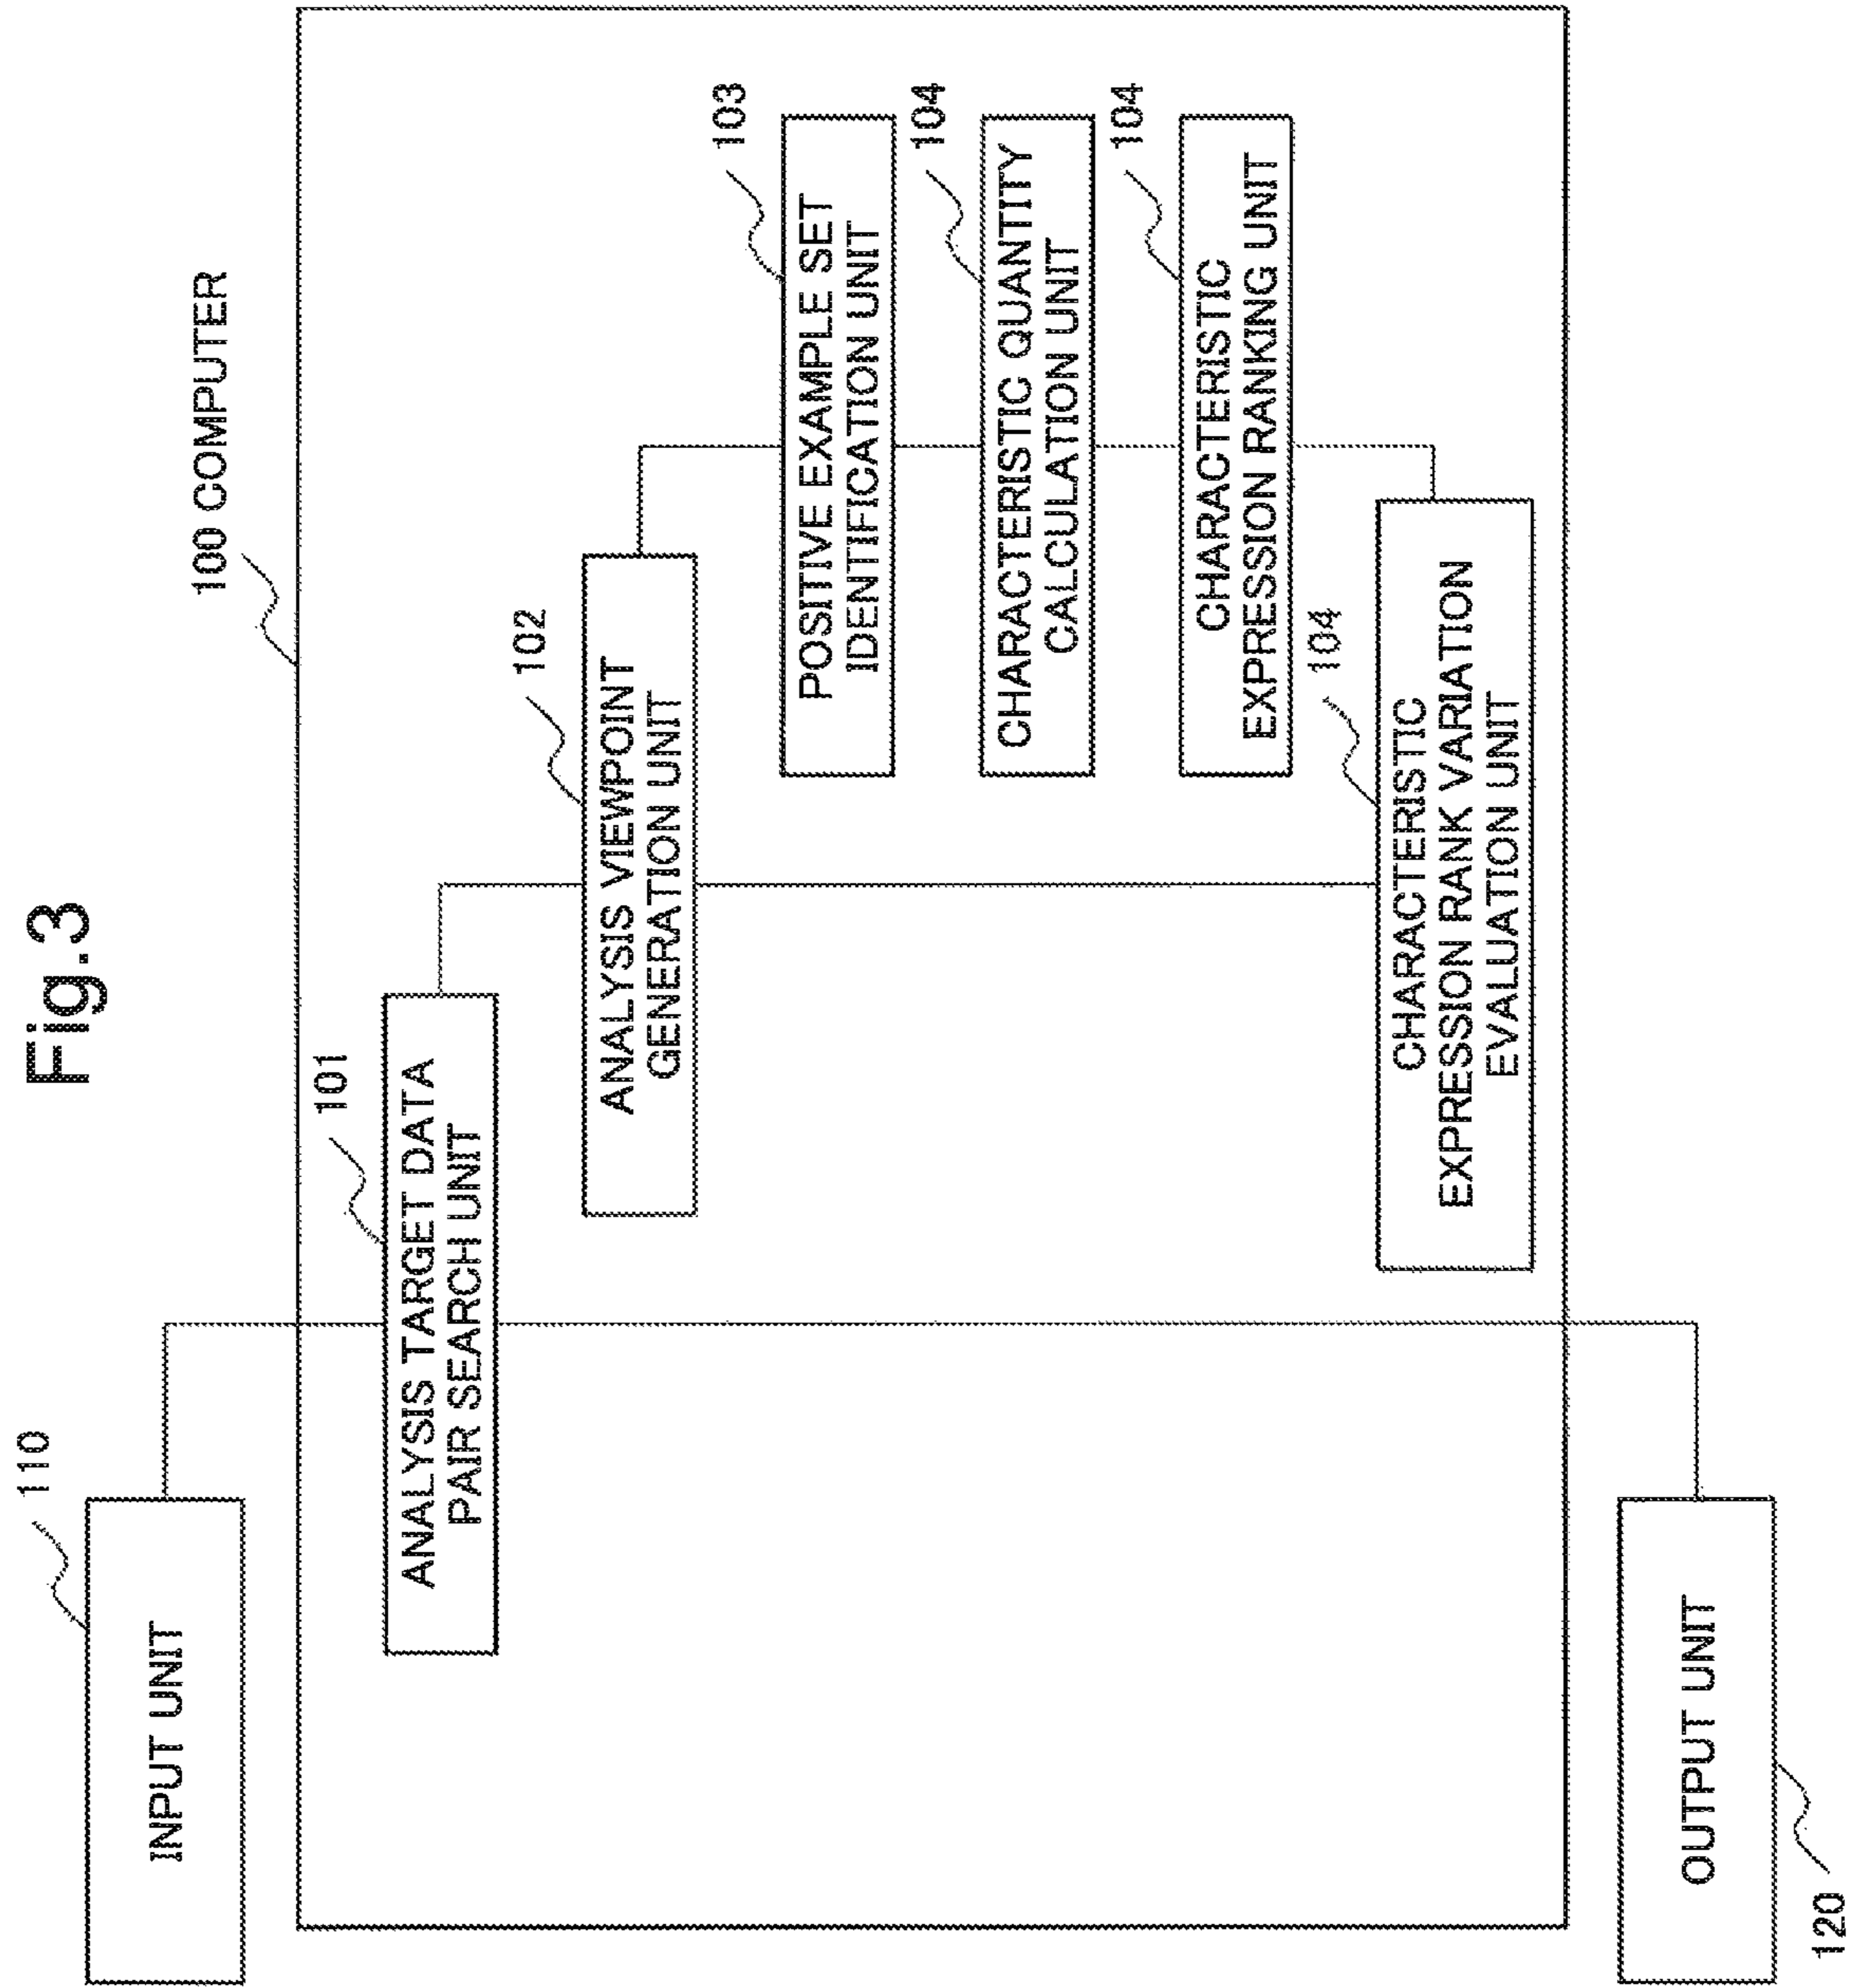 Fig.3
110
INPUT UNIT
100 COMPUTER
101
ANALYSIS TARGET DATA
PAIR SEARCH UNIT
102
ANALYSIS VIEWPOINT
GENERATION UNIT
103
POSITIVE EXAMPLE SET
IDENTIFICATION UNIT
104
CHARACTERISTIC QUANTITY
CALCULATION UNIT
104
CHARACTERISTIC
EXPRESSION RANKING UNIT
104
CHARACTERISTIC
EXPRESSION RANK VARIATION
EVALUATION UNIT
OUTPUT UNIT
120